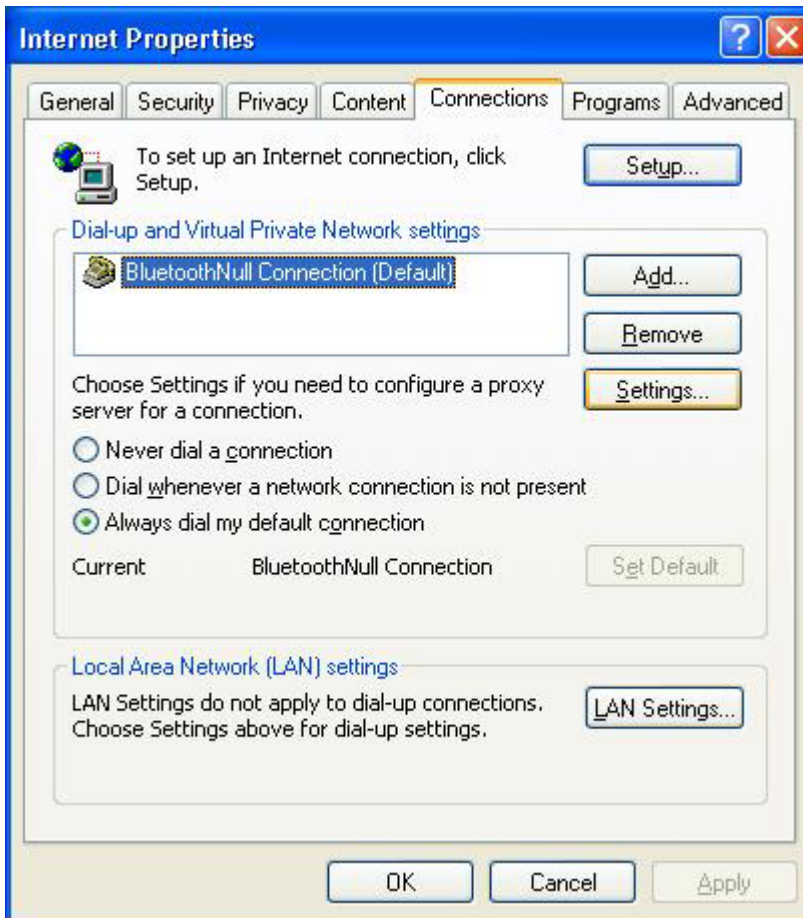 Internet Properties
?
X
General Security Privacy Content Connections Programs Advanced
To set up an Internet connection, click
Setup.
Setup...
Dial-up and Virtual Private Network settings
BluetoothNull Connection (Default)
Add...
Remove
Choose Settings if you need to configure a proxy
server for a connection.
Settings...
Never dial a connection
Dial whenever a network connection is not present
Always dial my default connection
Current BluetoothNull Connection Set Default
Local Area Network (LAN) settings
LAN Settings do not apply to dial-up connections.
Choose Settings above for dial-up settings.
LAN Settings...
OK Cancel Apply